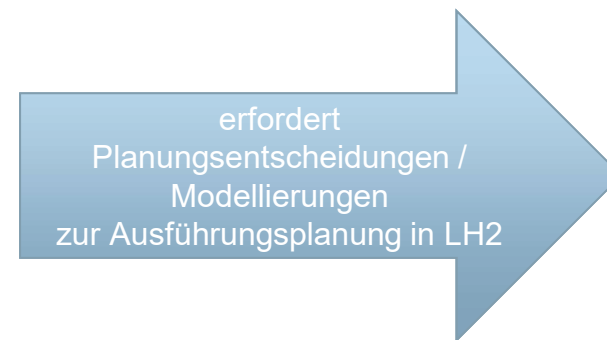 erfordert
Planungsentscheidungen /
Modellierungen
zur Ausführungsplanung in LH2